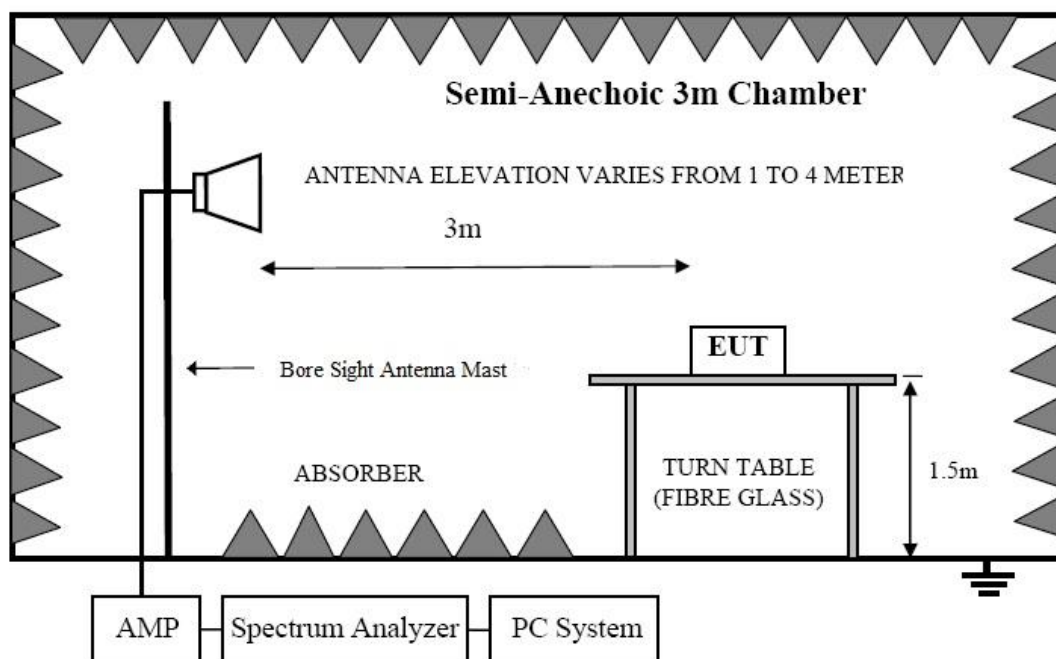 Semi-Anechoic 3m Chamber
ANTENNA ELEVATION VARIES FROM 1 TO 4 METER
3m
EUT
Bore Sight Antenna Mast
ABSORBER
TURN TABLE
(FIBRE GLASS)
1.5m
AMP
Spectrum Analyzer
PC System